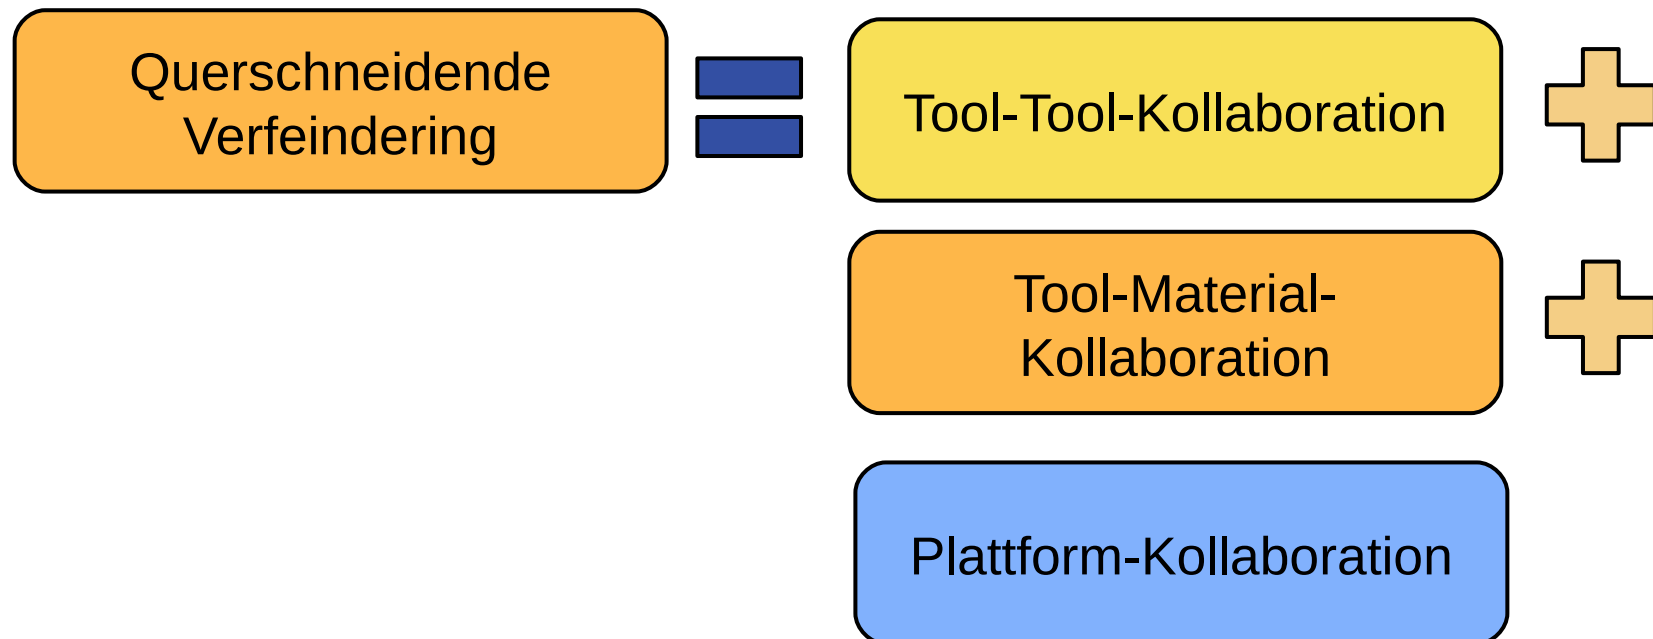 Querschneidende
Verfeindering
Tool-Tool-Kollaboration
Tool-Material-
Kollaboration
Plattform-Kollaboration